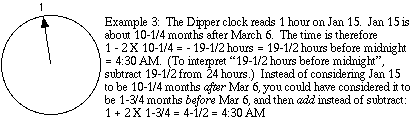 1
Example 3:  The Dipper clock reads 1 hour on Jan 15.  Jan 15 is
about 10-1/4 months after March 6.  The time is therefore
1 - 2 X 10-1/4 = - 19-1/2 hours = 19-1/2 hours before midnight
= 4:30 AM.  (To interpret “19-1/2 hours before midnight”,
subtract 19-1/2 from 24 hours.)  Instead of considering Jan 15
to be 10-1/4 months after Mar 6, you could have considered it to
be 1-3/4 months before Mar 6, and then add instead of subtract:
1 + 2 X 1-3/4 = 4-1/2 = 4:30 AM